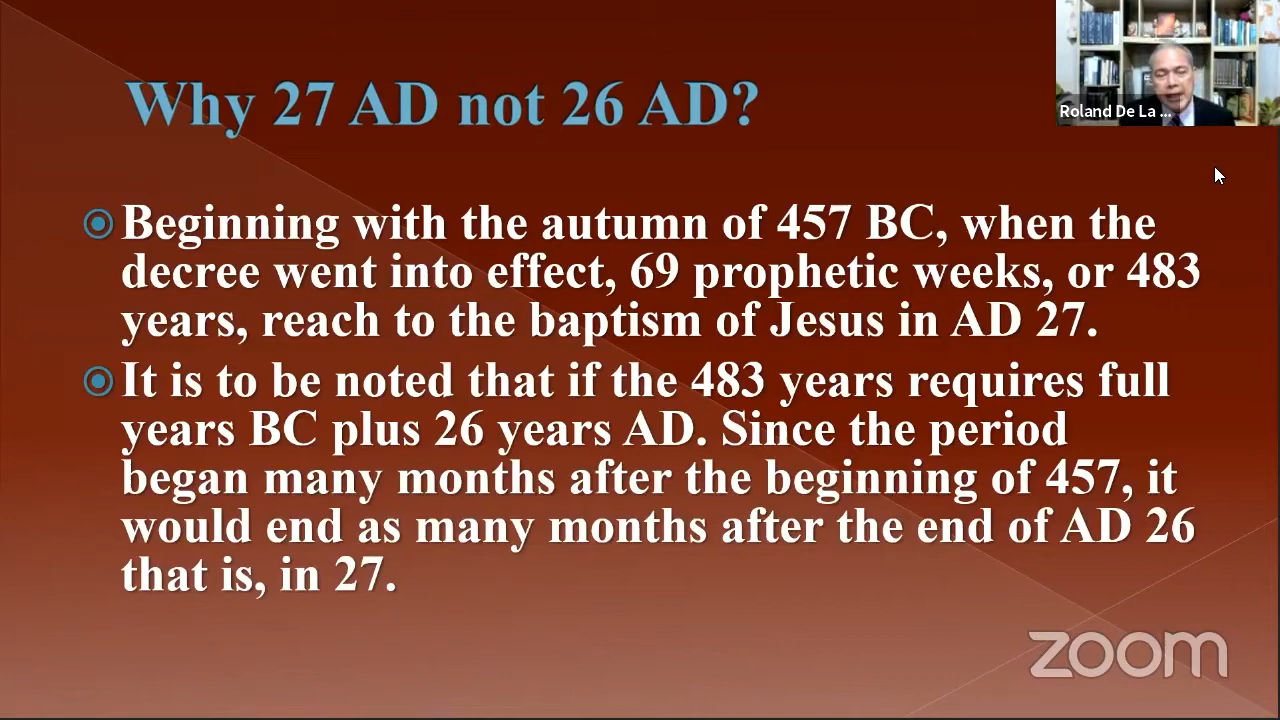 Why 27 AD not 26 AD?
Roland De La ...
Beginning with the autumn of 457 BC, when the
decree went into effect, 69 prophetic weeks, or 483
years, reach to the baptism of Jesus in AD 27.
It is to be noted that if the 483 years requires full
years BC plus 26 years AD. Since the period
began many months after the beginning of 457, it
would end as many months after the end of AD 26
that is, in 27.
zoom